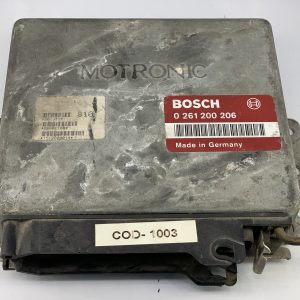 MOTRONIC
BOSCH
0 261 200 206
Made in Germany
COD- 1003